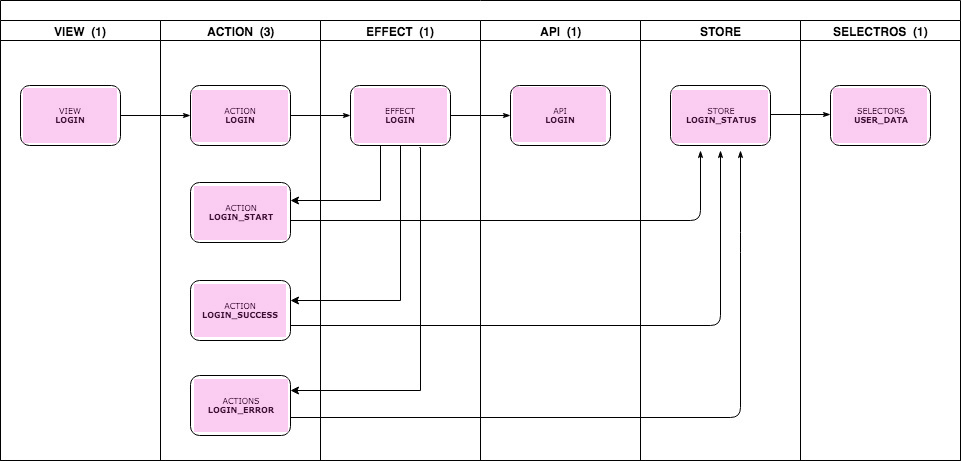 VIEW (1)
ACTION (3)
EFFECT (1)
API (1)
STORE
SELECTROS (1)
VIEW
LOGIN
ACTION
LOGIN
EFFECT
LOGIN
API
LOGIN
STORE
LOGIN_STATUS
SELECTORS
USER_DATA
ACTION
LOGIN_START
ACTION
LOGIN_SUCCESS
ACTIONS
LOGIN_ERROR